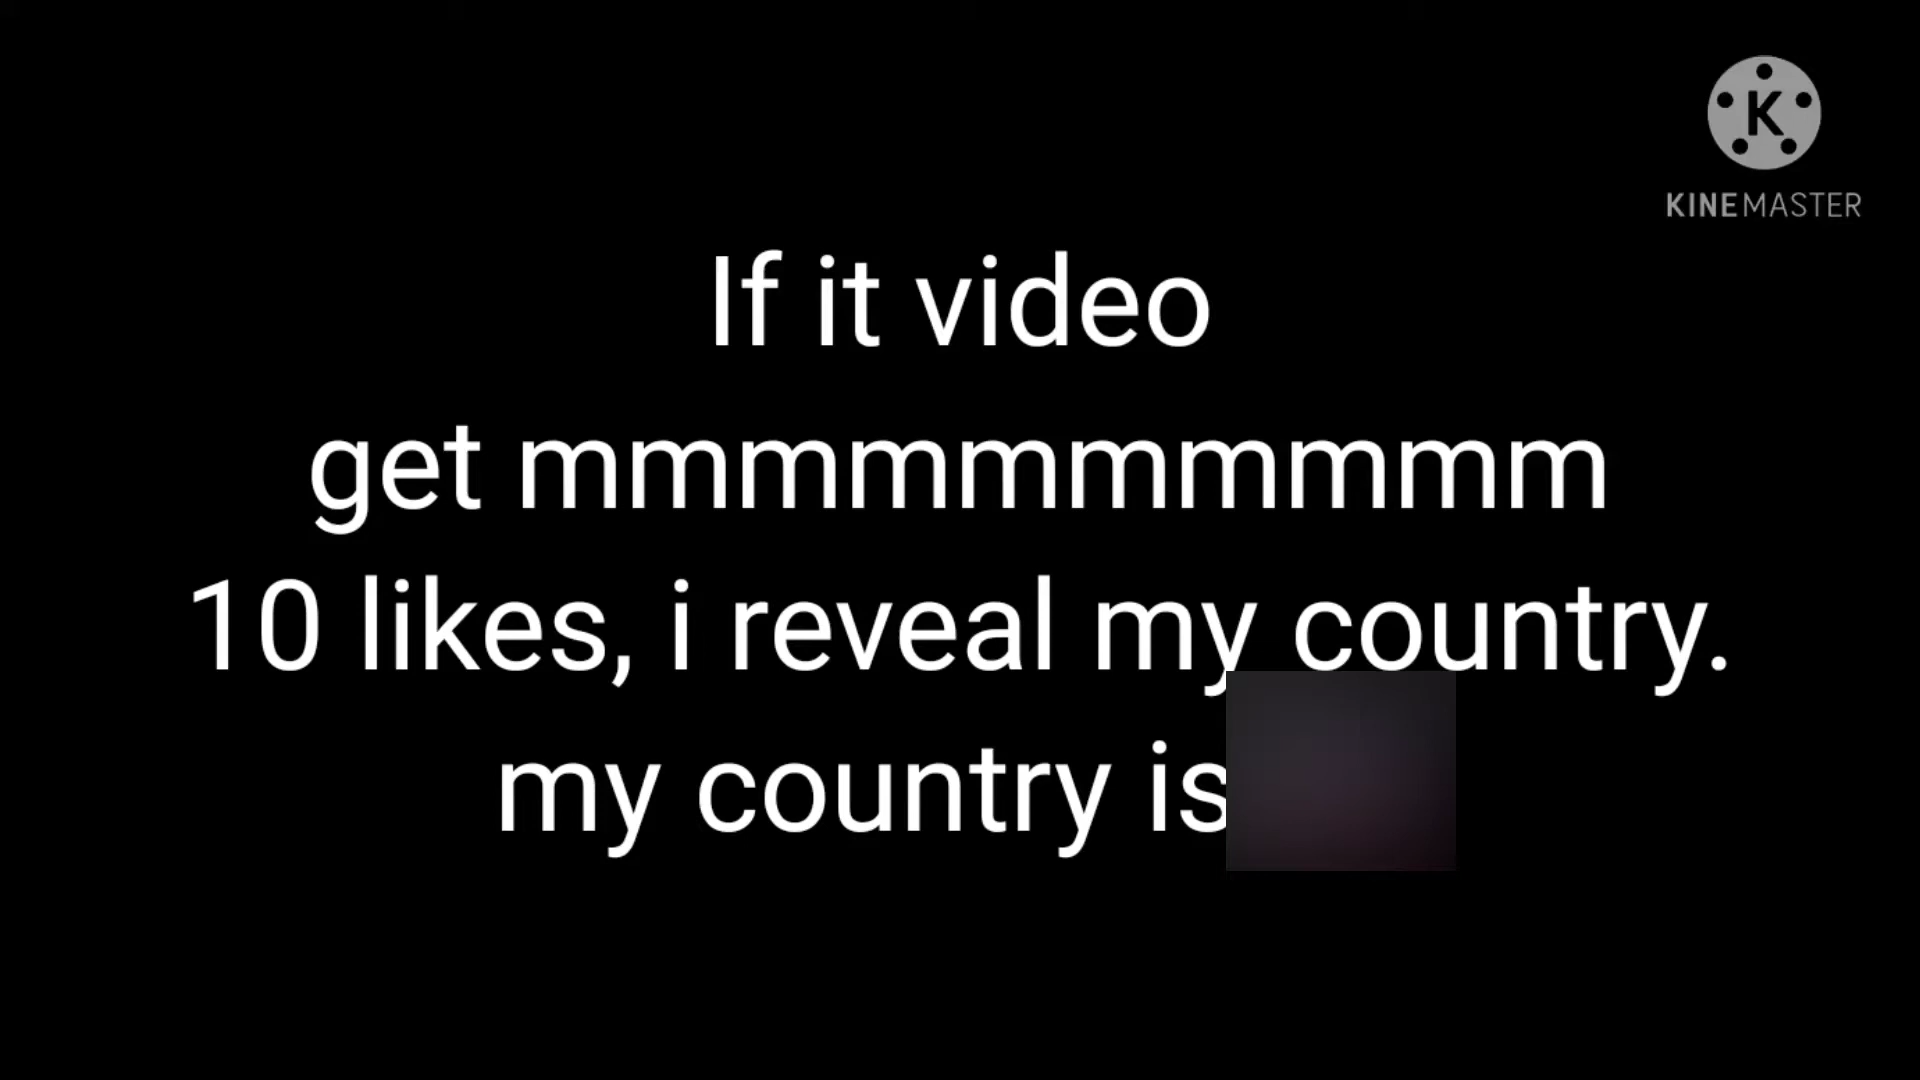 KINEMASTER
If it video
get mmmmmmmmmm
10 likes, i reveal my country.
my country is